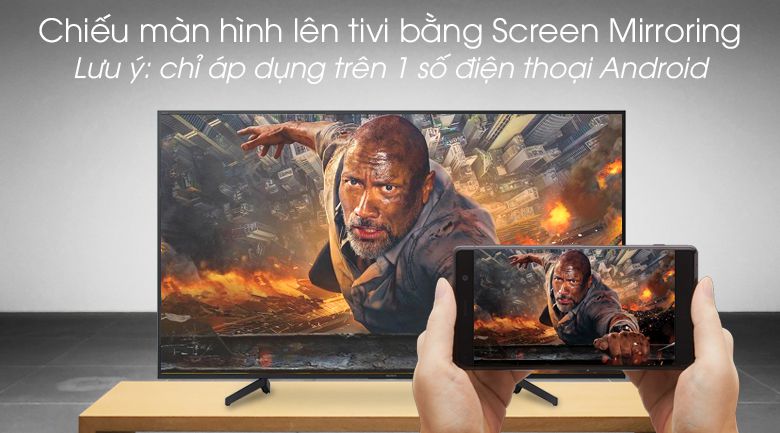 Chiếu màn hình lên tivi bằng Screen Mirroring
Lưu ý: chỉ áp dụng trên 1 số điện thoại Android